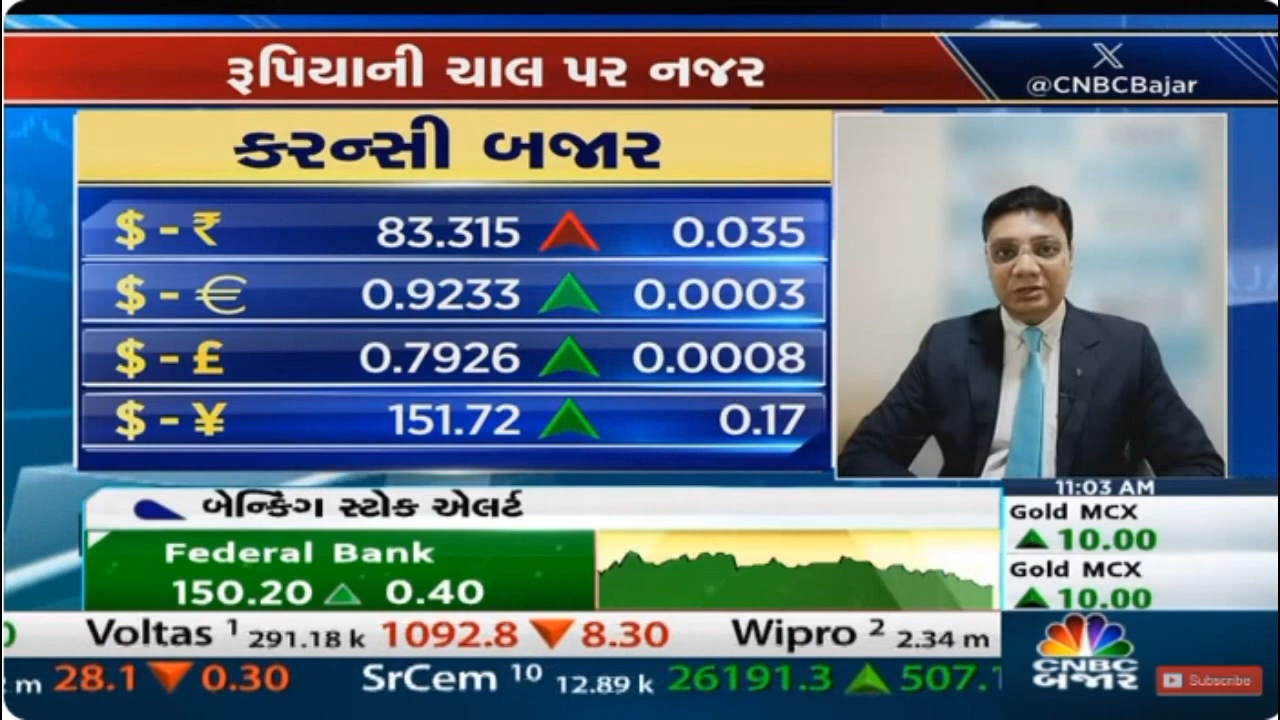 રૂપિયાની ચાલ પર નજર
X
@CNBCBajar
કરન્સી બજાર
$ - ₹ 83.315 ▲ 0.035
$ - € 0.9233 ▲ 0.0003
$ - £ 0.7926 ▲ 0.0008
$ - ¥ 151.72 ▲ 0.17
11:03 AM
બેન્કિંગ સ્ટોક એલર્ટ
Federal Bank
150.20 ▲ 0.40
Gold MCX
▲ 10.00
Gold MCX
▲ 10.00
Voltas 1 291.18 k 1092.8 ▼ 8.30 Wipro 2 2.34 m
m 28.1 ▼ 0.30 SrCem 10 12.89 k 26191.3 ▲ 507.
CNBC
બજાર
Subscribe